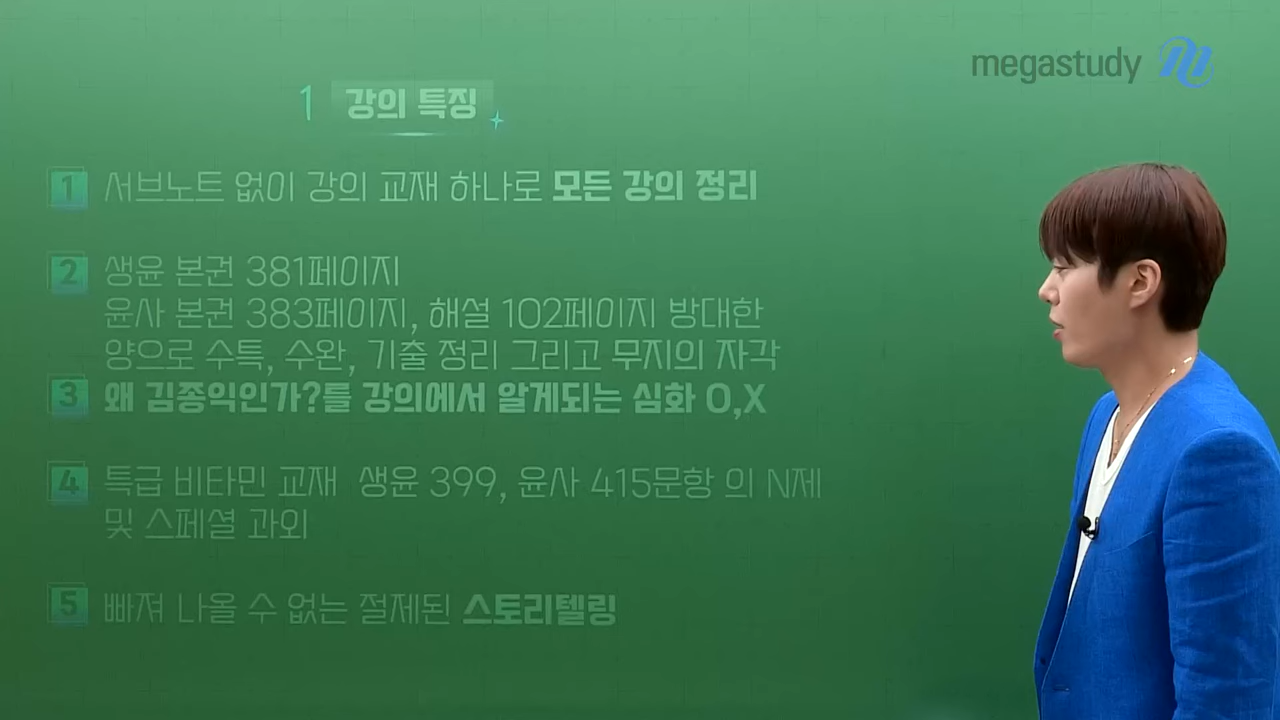 megastudy
1 강의 특징
1 서브노트 없이 강의 교재 하나로 모든 강의 정리
2 생윤 본권 381페이지
윤사 본권 383페이지, 해설 102페이지 방대한
양으로 수특, 수완, 기출 정리 그리고 무지의 자각
3 왜 김종익인가?를 강의에서 알게되는 심화 O,X
4 특급 비타민 교재 생윤 399, 윤사 415문항 의 N제
및 스페셜 과외
5 빠져 나올 수 없는 절제된 스토리텔링